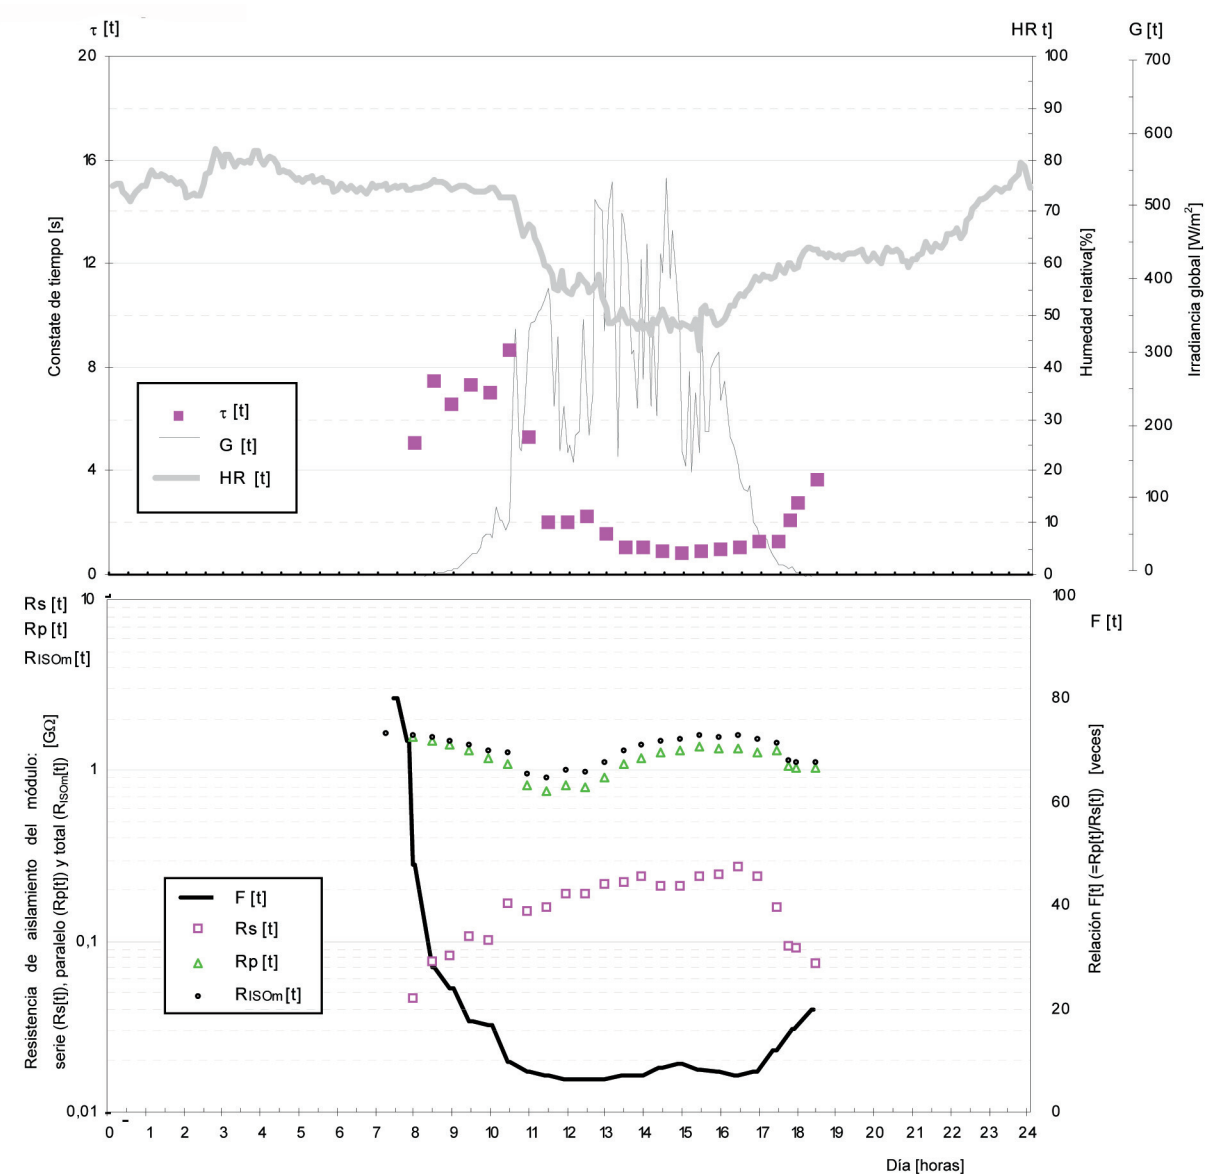 τ [t]
HR t]
G [t]
20
16
12
8
4
0
Constate de tiempo [s]
100
90
80
70
60
50
40
30
20
10
0
Humedad relativa[%]
700
600
500
400
300
200
100
0
Irradiancia global [W/m²]
τ [t]
G [t]
HR [t]
Rs [t]
Rp [t]
RISOm [t]
10
1
0,1
0,01
Resistencia de aislamiento del módulo: [GΩ]
serie (Rs[t]), paralelo (Rp[t]) y total (RISOm[t])
100
F [t]
80
60
40
20
0
Relación F[t] (=Rp[t]/Rs[t]) [veces]
F [t]
Rs [t]
Rp [t]
RISOm [t]
0 1 2 3 4 5 6 7 8 9 10 11 12 13 14 15 16 17 18 19 20 21 22 23 24
Día [horas]